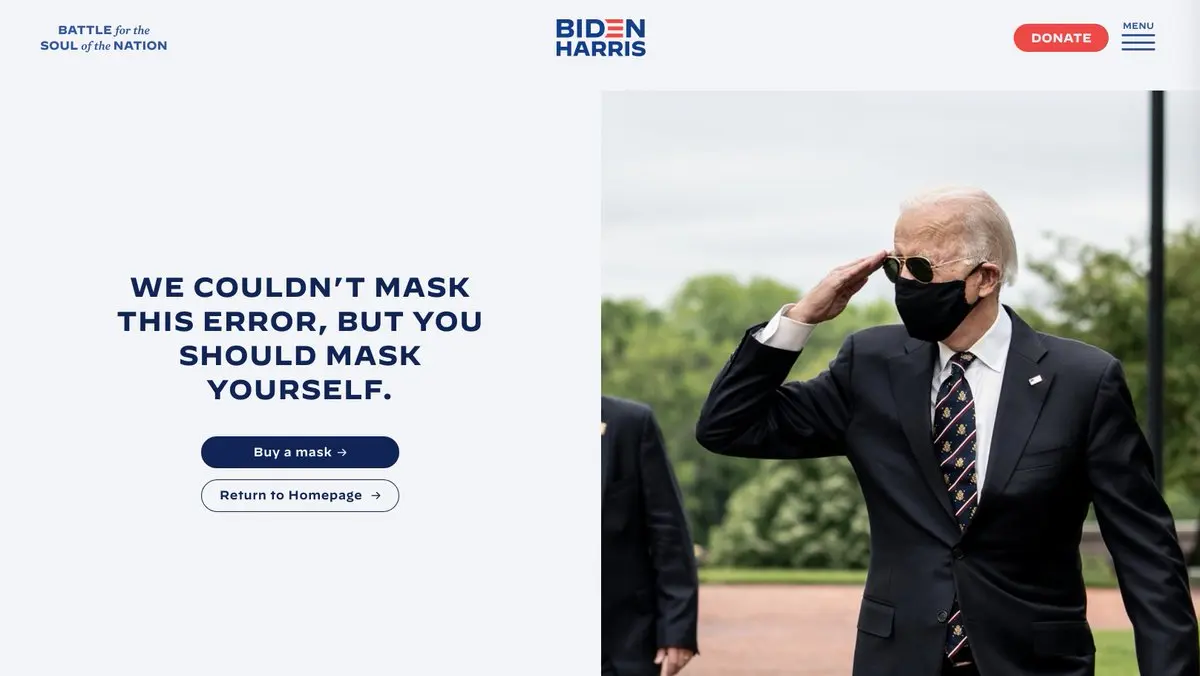 BATTLE for the
SOUL of the NATION
BIDEN
HARRIS
DONATE
MENU
WE COULDN’T MASK
THIS ERROR, BUT YOU
SHOULD MASK
YOURSELF.
Buy a mask →
Return to Homepage →